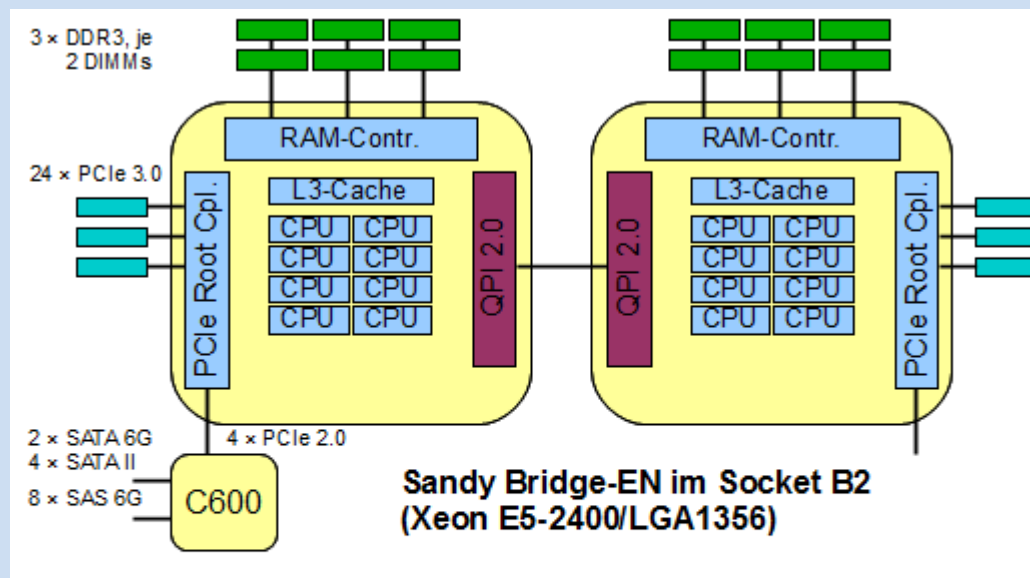 3 × DDR3, je
2 DIMMs
RAM-Contr.
RAM-Contr.
24 × PCIe 3.0
PCIe Root Cpl.
L3-Cache
CPU CPU
CPU CPU
CPU CPU
CPU CPU
QPI 2.0
QPI 2.0
L3-Cache
CPU CPU
CPU CPU
CPU CPU
CPU CPU
PCIe Root Cpl.
2 × SATA 6G
4 × SATA II
8 × SAS 6G
4 × PCIe 2.0
C600
Sandy Bridge-EN im Socket B2
(Xeon E5-2400/LGA1356)